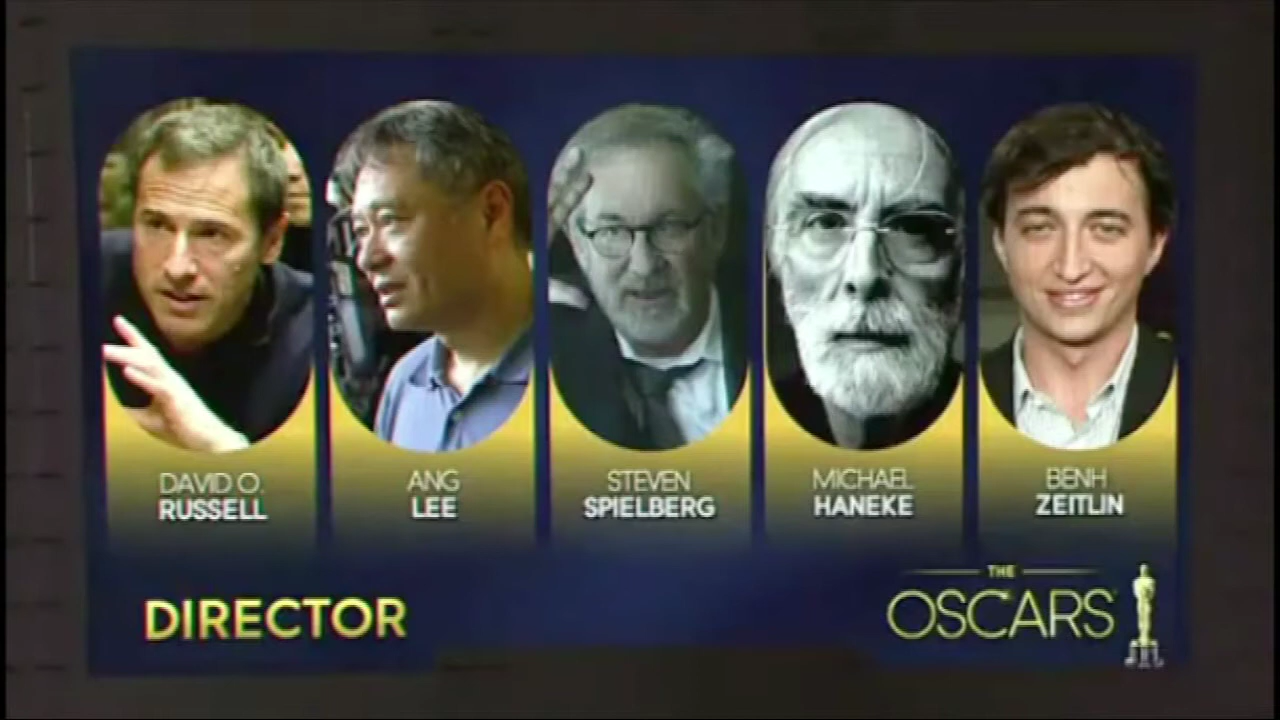 DAVID O.
RUSSELL
ANG
LEE
STEVEN
SPIELBERG
MICHAEL
HANEKE
BENH
ZEITLIN
DIRECTOR
THE
OSCARS